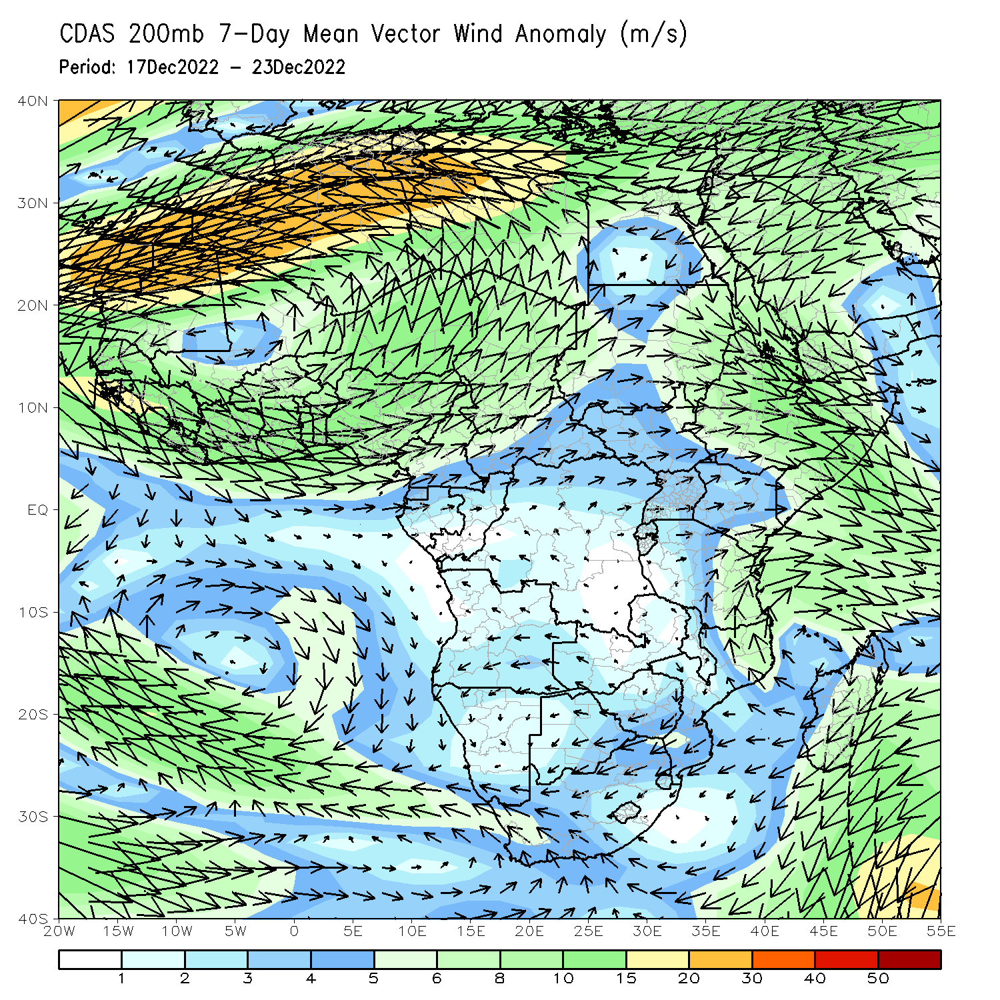 CDAS 200mb 7-Day Mean Vector Wind Anomaly (m/s)
Period: 17Dec2022 - 23Dec2022
40N
30N
20N
10N
EQ
10S
20S
30S
40S
20W 15W 10W 5W 0 5E 10E 15E 20E 25E 30E 35E 40E 45E 50E 55E
1 2 3 4 5 6 8 10 15 20 30 40 50